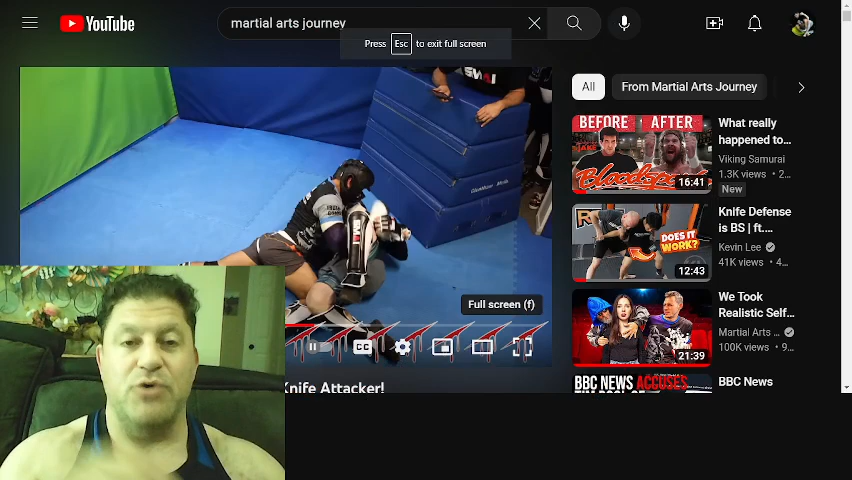 YouTube
martial arts journey
Press Esc to exit full screen
All
From Martial Arts Journey
BEFORE AFTER
16:41
What really
happened to...
Viking Samurai
1.3K views • 2...
New
DOES IT
WORK?
12:43
Knife Defense
is BS | ft....
Kevin Lee
41K views • 4...
Full screen (f)
CC
21:39
We Took
Realistic Self...
Martial Arts ...
100K views • 9...
Knife Attacker!
BBC NEWS ACCUSES
BBC News